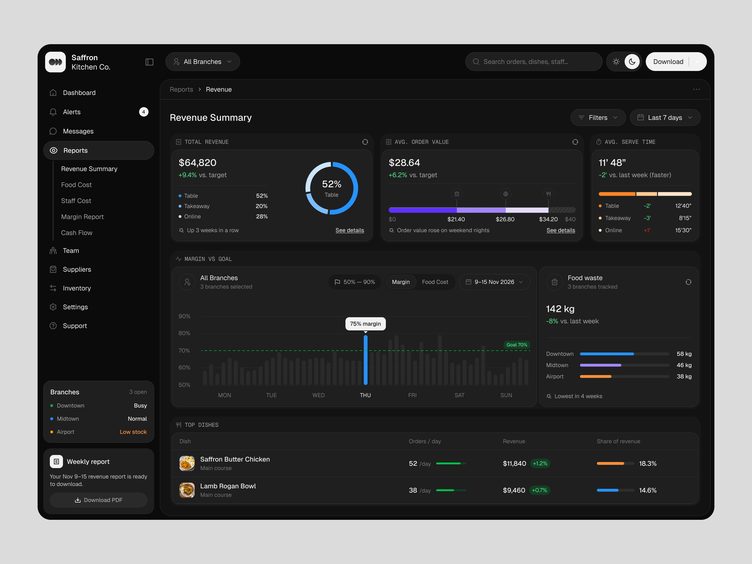 Saffron
Kitchen Co.
All Branches
Search orders, dishes, staff...
Download
Dashboard
Alerts
4
Messages
Reports
Revenue Summary
Food Cost
Staff Cost
Margin Report
Cash Flow
Team
Suppliers
Inventory
Settings
Support
Branches
3 open
Downtown
Busy
Midtown
Normal
Airport
Low stock
Weekly report
Your Nov 9–15 revenue report is ready
to download.
Download PDF
Reports > Revenue
Revenue Summary
Filters
Last 7 days
TOTAL REVENUE
$64,820
+9.4% vs. target
Table 52%
Takeaway 20%
Online 28%
52%
Table
Up 3 weeks in a row
See details
AVG. ORDER VALUE
$28.64
+6.2% vs. target
$0 $21.40 $26.80 $34.20 $40
Order value rose on weekend nights
See details
AVG. SERVE TIME
11' 48"
-2' vs. last week (faster)
Table -2' 12'40"
Takeaway -3' 8'15"
Online +1' 15'30"
MARGIN VS GOAL
All Branches
3 branches selected
50% — 90%
Margin
Food Cost
9–15 Nov 2026
90%
80%
70%
60%
50%
75% margin
Goal 70%
MON TUE WED THU FRI SAT SUN
Food waste
3 branches tracked
142 kg
-8% vs. last week
Downtown 58 kg
Midtown 46 kg
Airport 38 kg
Lowest in 4 weeks
TOP DISHES
Dish Orders / day Revenue Share of revenue
Saffron Butter Chicken
Main course
52 /day $11,840 +1.2% 18.3%
Lamb Rogan Bowl
Main course
38 /day $9,460 +0.7% 14.6%